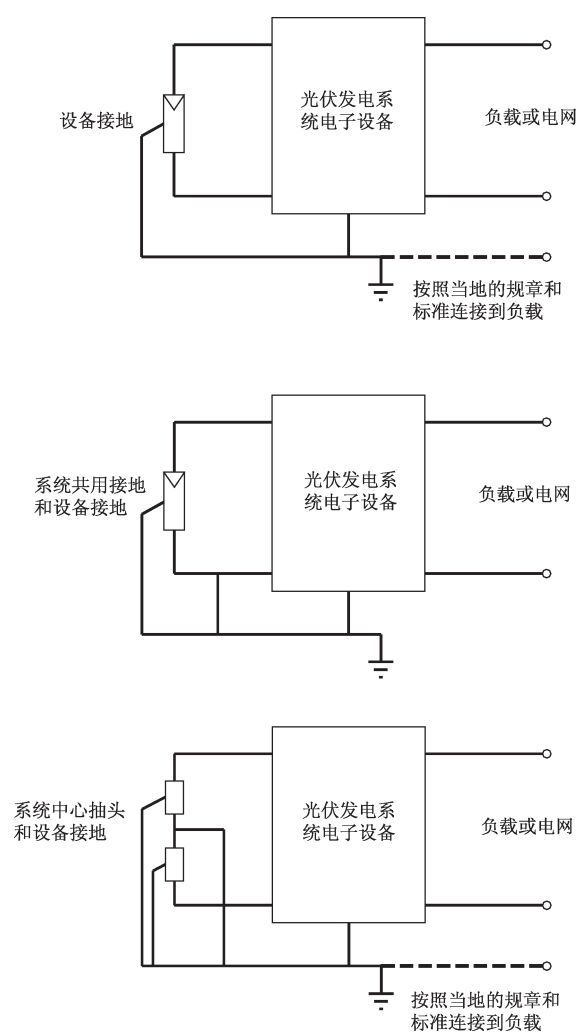 光伏发电系
统电子设备
设备接地
负载或电网
按照当地的规章和
标准连接到负载
系统共用接地
和设备接地
光伏发电系
统电子设备
负载或电网
系统中心抽头
和设备接地
光伏发电系
统电子设备
负载或电网
按照当地的规章和
标准连接到负载